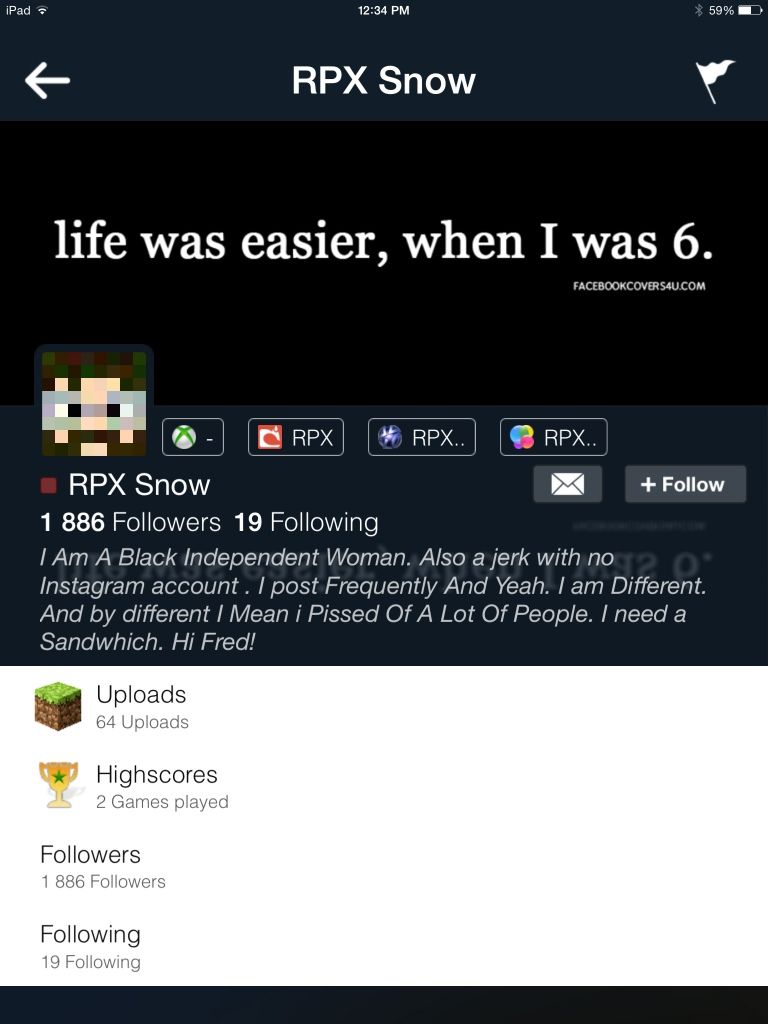 iPad 12:34 PM 59%
RPX Snow
life was easier, when I was 6.
FACEBOOKCOVERS4U.COM
- RPX RPX.. RPX..
RPX Snow + Follow
1 886 Followers 19 Following
I Am A Black Independent Woman. Also a jerk with no
Instagram account . I post Frequently And Yeah. I am Different.
And by different I Mean i Pissed Of A Lot Of People. I need a
Sandwhich. Hi Fred!
Uploads
64 Uploads
Highscores
2 Games played
Followers
1 886 Followers
Following
19 Following